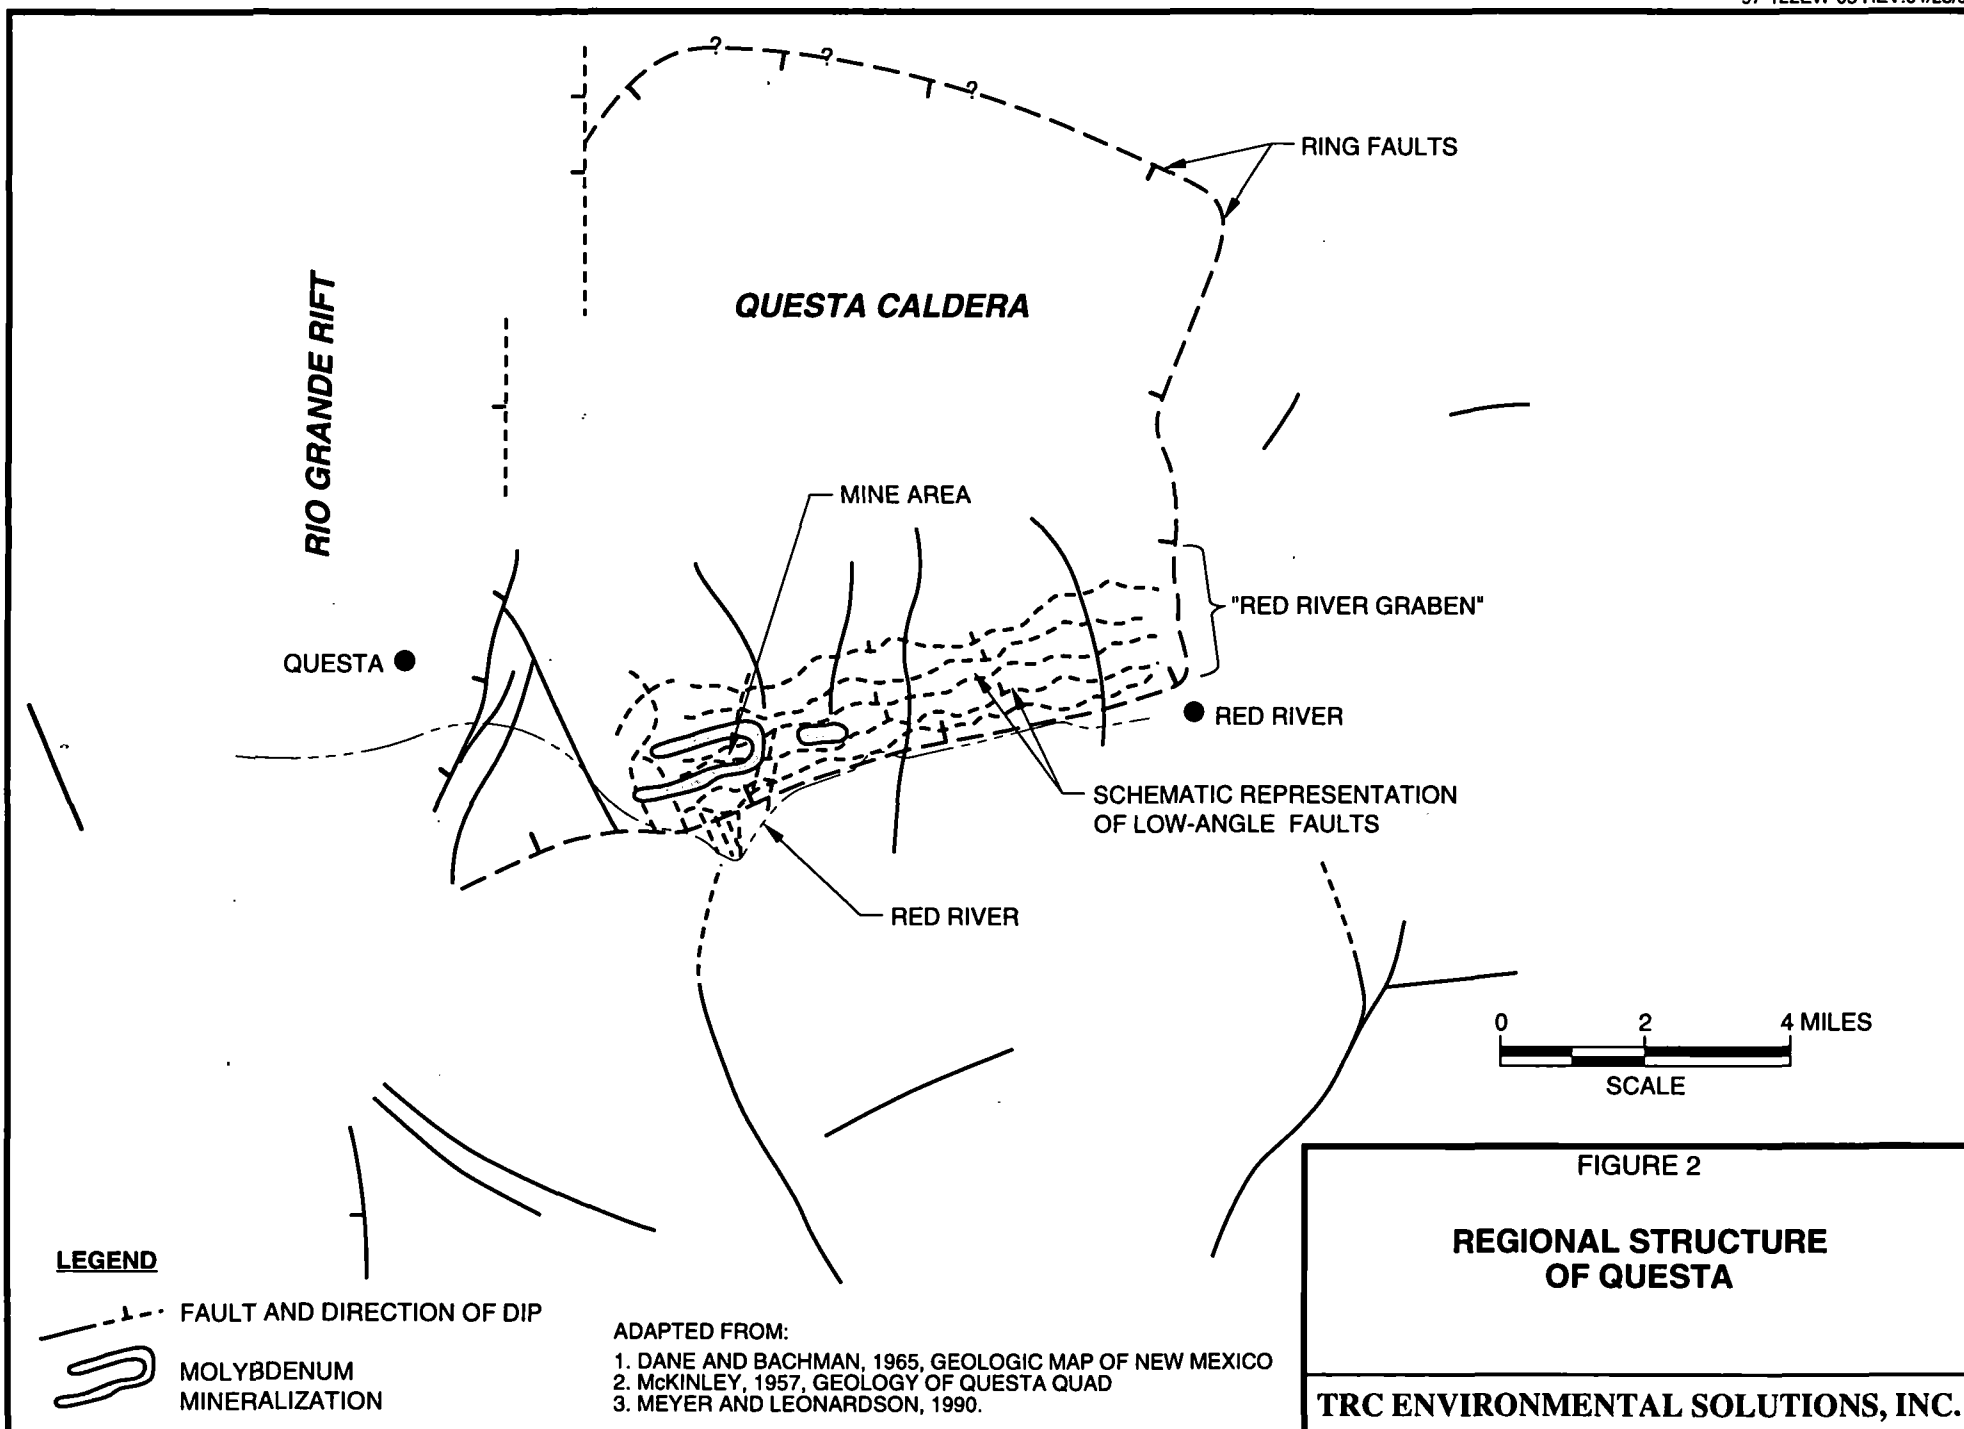 RING FAULTS
QUESTA CALDERA
RIO GRANDE RIFT
MINE AREA
"RED RIVER GRABEN"
QUESTA
RED RIVER
SCHEMATIC REPRESENTATION
OF LOW-ANGLE FAULTS
RED RIVER
0 2 4 MILES
SCALE
FIGURE 2
REGIONAL STRUCTURE
OF QUESTA
TRC ENVIRONMENTAL SOLUTIONS, INC.
LEGEND
FAULT AND DIRECTION OF DIP
MOLYBDENUM
MINERALIZATION
ADAPTED FROM:
1. DANE AND BACHMAN, 1965, GEOLOGIC MAP OF NEW MEXICO
2. McKINLEY, 1957, GEOLOGY OF QUESTA QUAD
3. MEYER AND LEONARDSON, 1990.
?
?
?